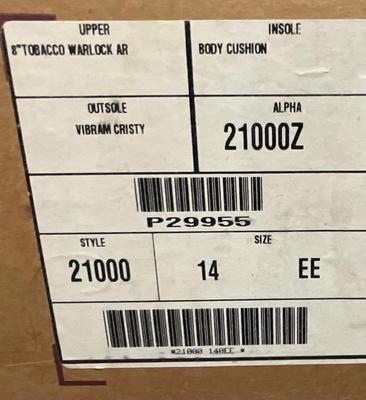 UPPER
8"TOBACCO WARLOCK AR
INSOLE
BODY CUSHION
OUTSOLE
VIBRAM CRISTY
ALPHA
21000Z
P29955
STYLE
21000
SIZE
14 EE
*21000 140EE *